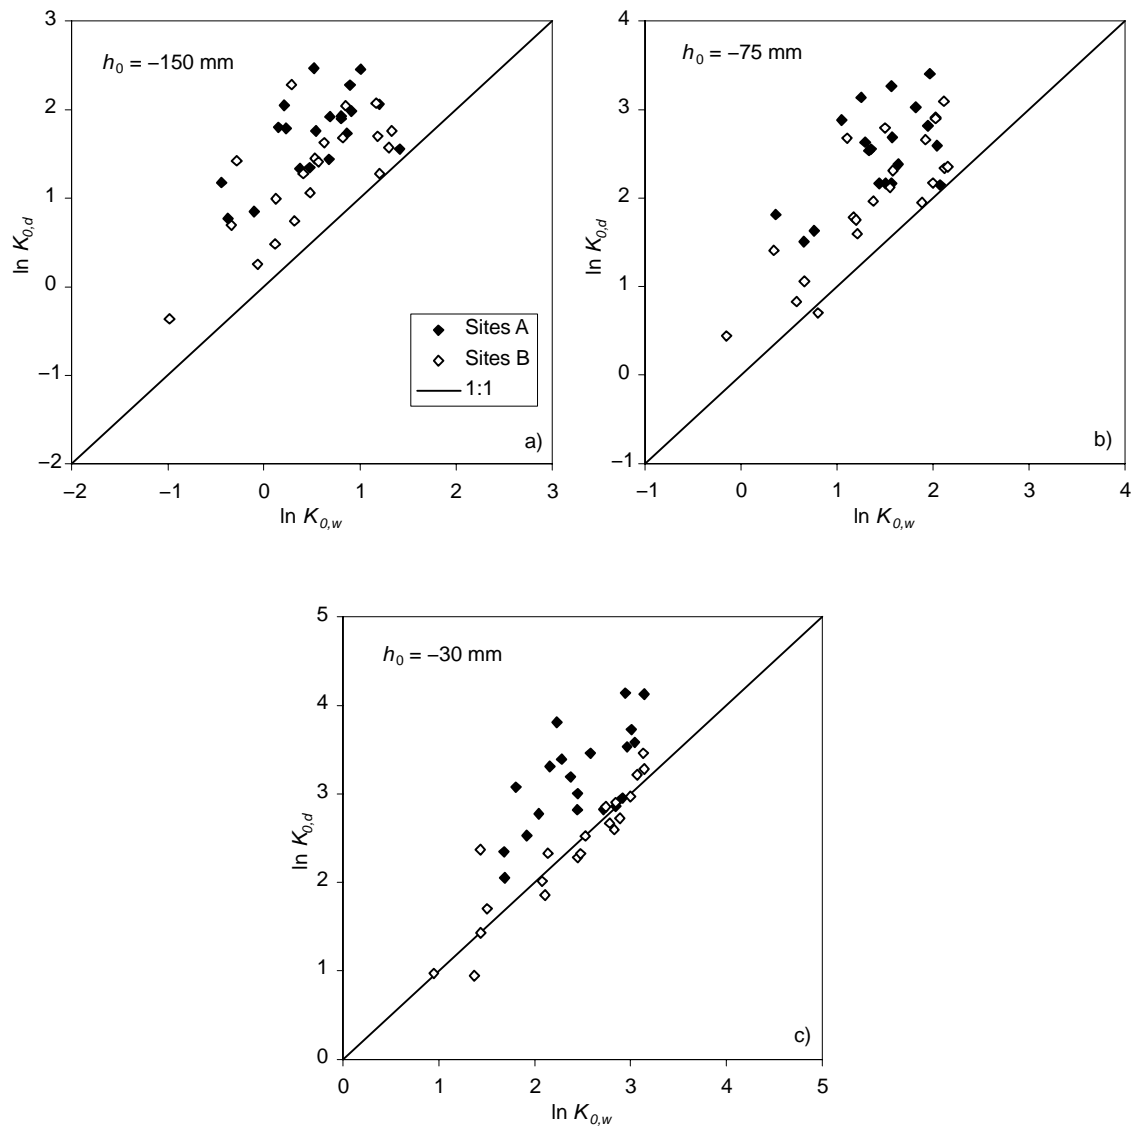 h0 = −150 mm
3
2
1
0
−1
−2
ln K0,d
−2 −1 0 1 2 3
ln K0,w
Sites A
Sites B
1:1
a)
h0 = −75 mm
4
3
2
1
0
−1
ln K0,d
−1 0 1 2 3 4
ln K0,w
b)
h0 = −30 mm
5
4
3
2
1
0
ln K0,d
0 1 2 3 4 5
ln K0,w
c)